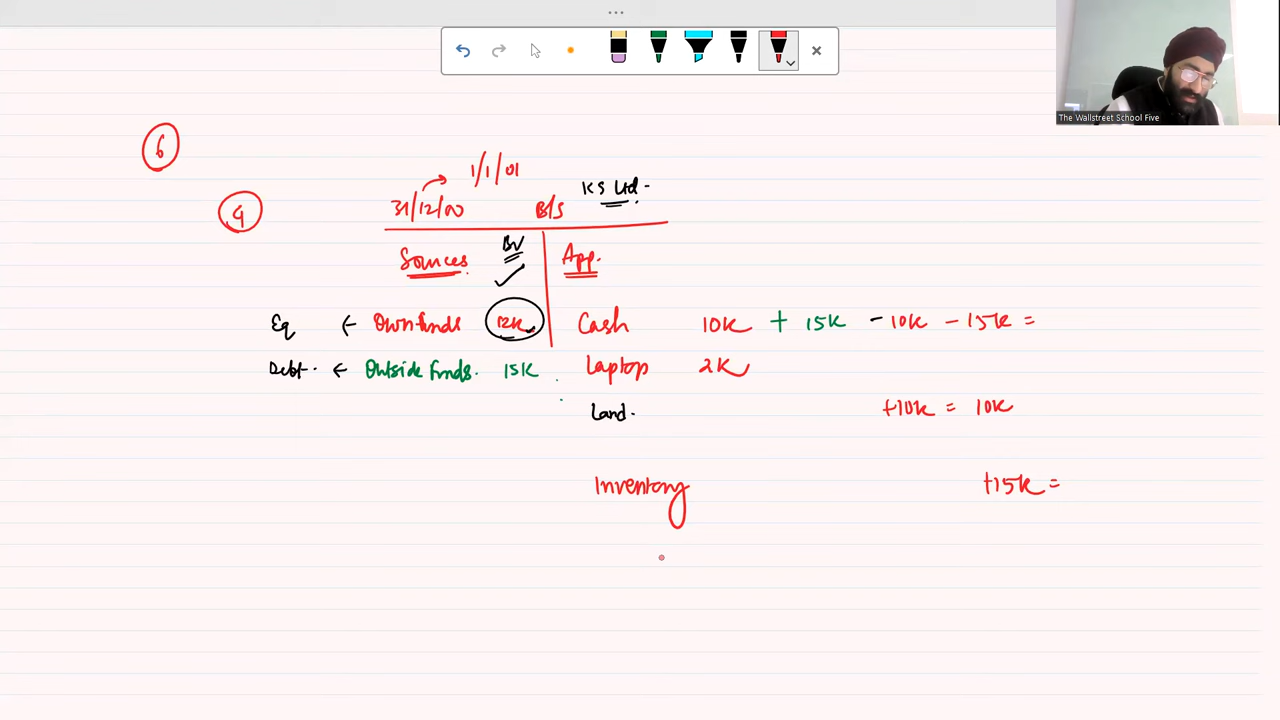 The Wallstreet School Five
6
1/1/01
9 31/12/00 B/S KS Ltd.
Sources BV App.
Eq ← Own funds 12K Cash 10K + 15K - 10K - 15K =
Debt. ← Outside funds. 15K Laptop 2K
Land. +10K = 10K
Inventory +15K =